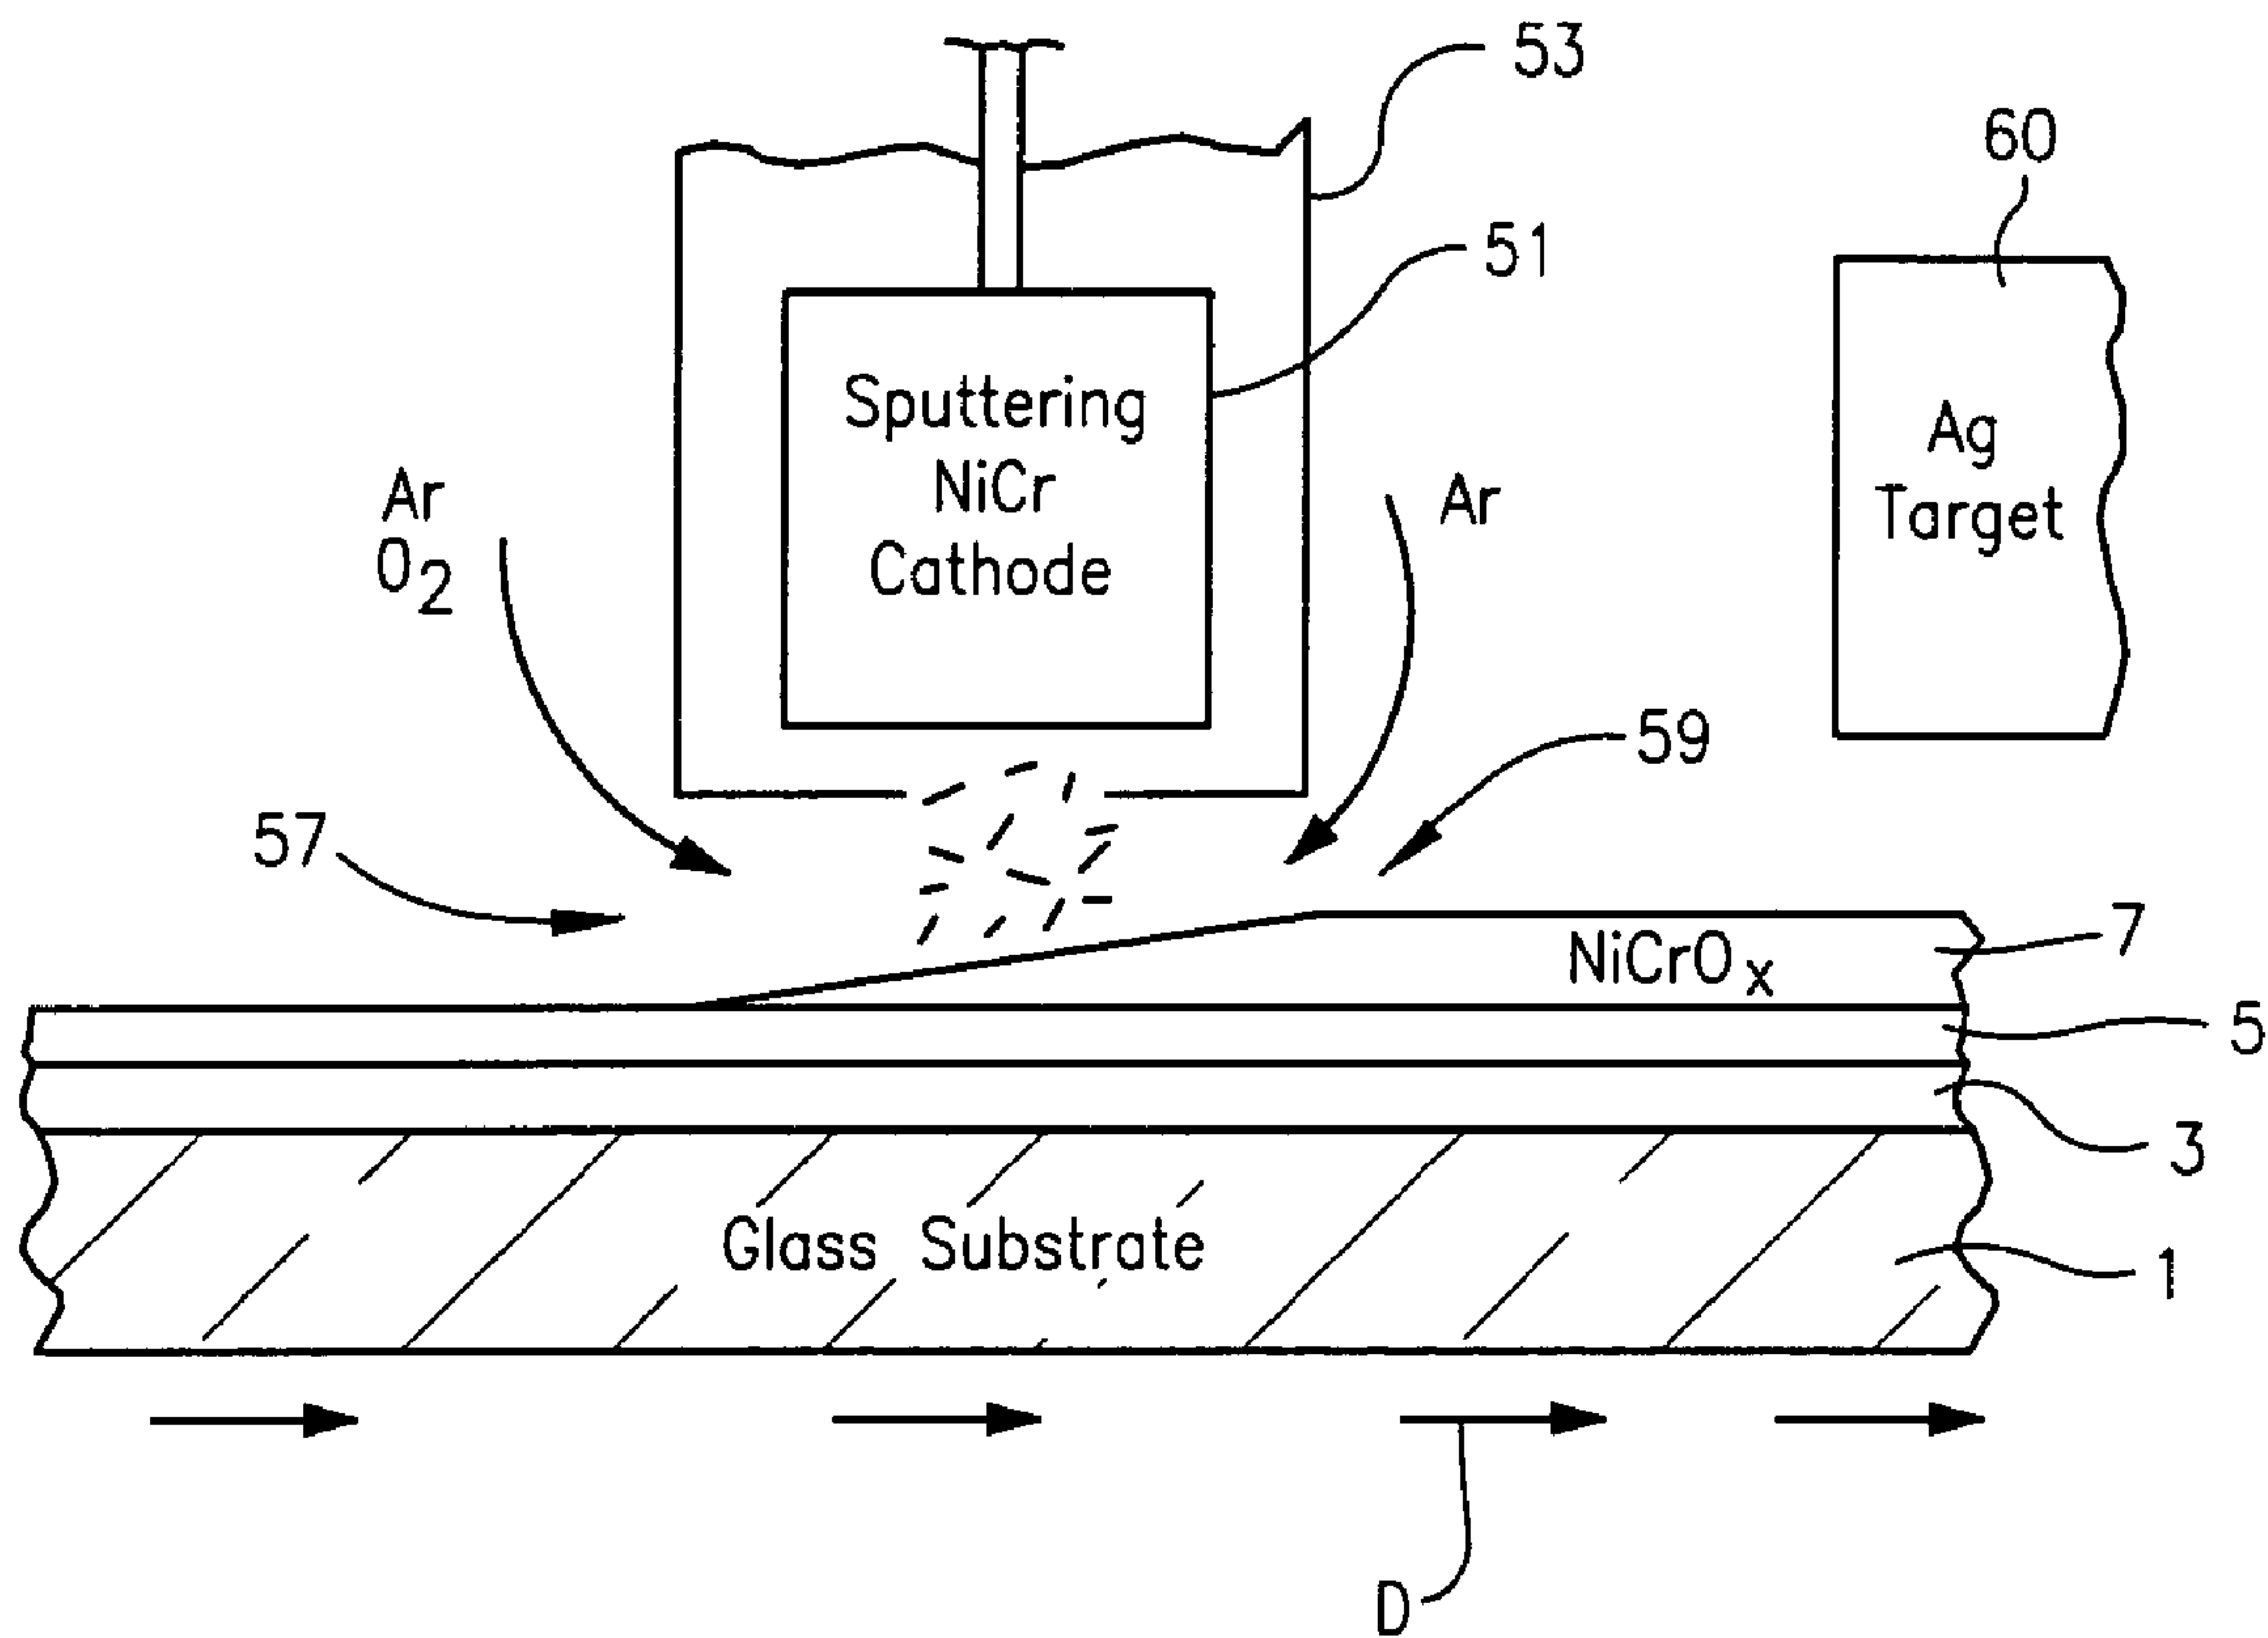 53
60
51
Sputtering
NiCr
Cathode
Ag
Target
Ar
O2
Ar
59
57
7
NiCrOx
5
3
Glass Substrate
1
D